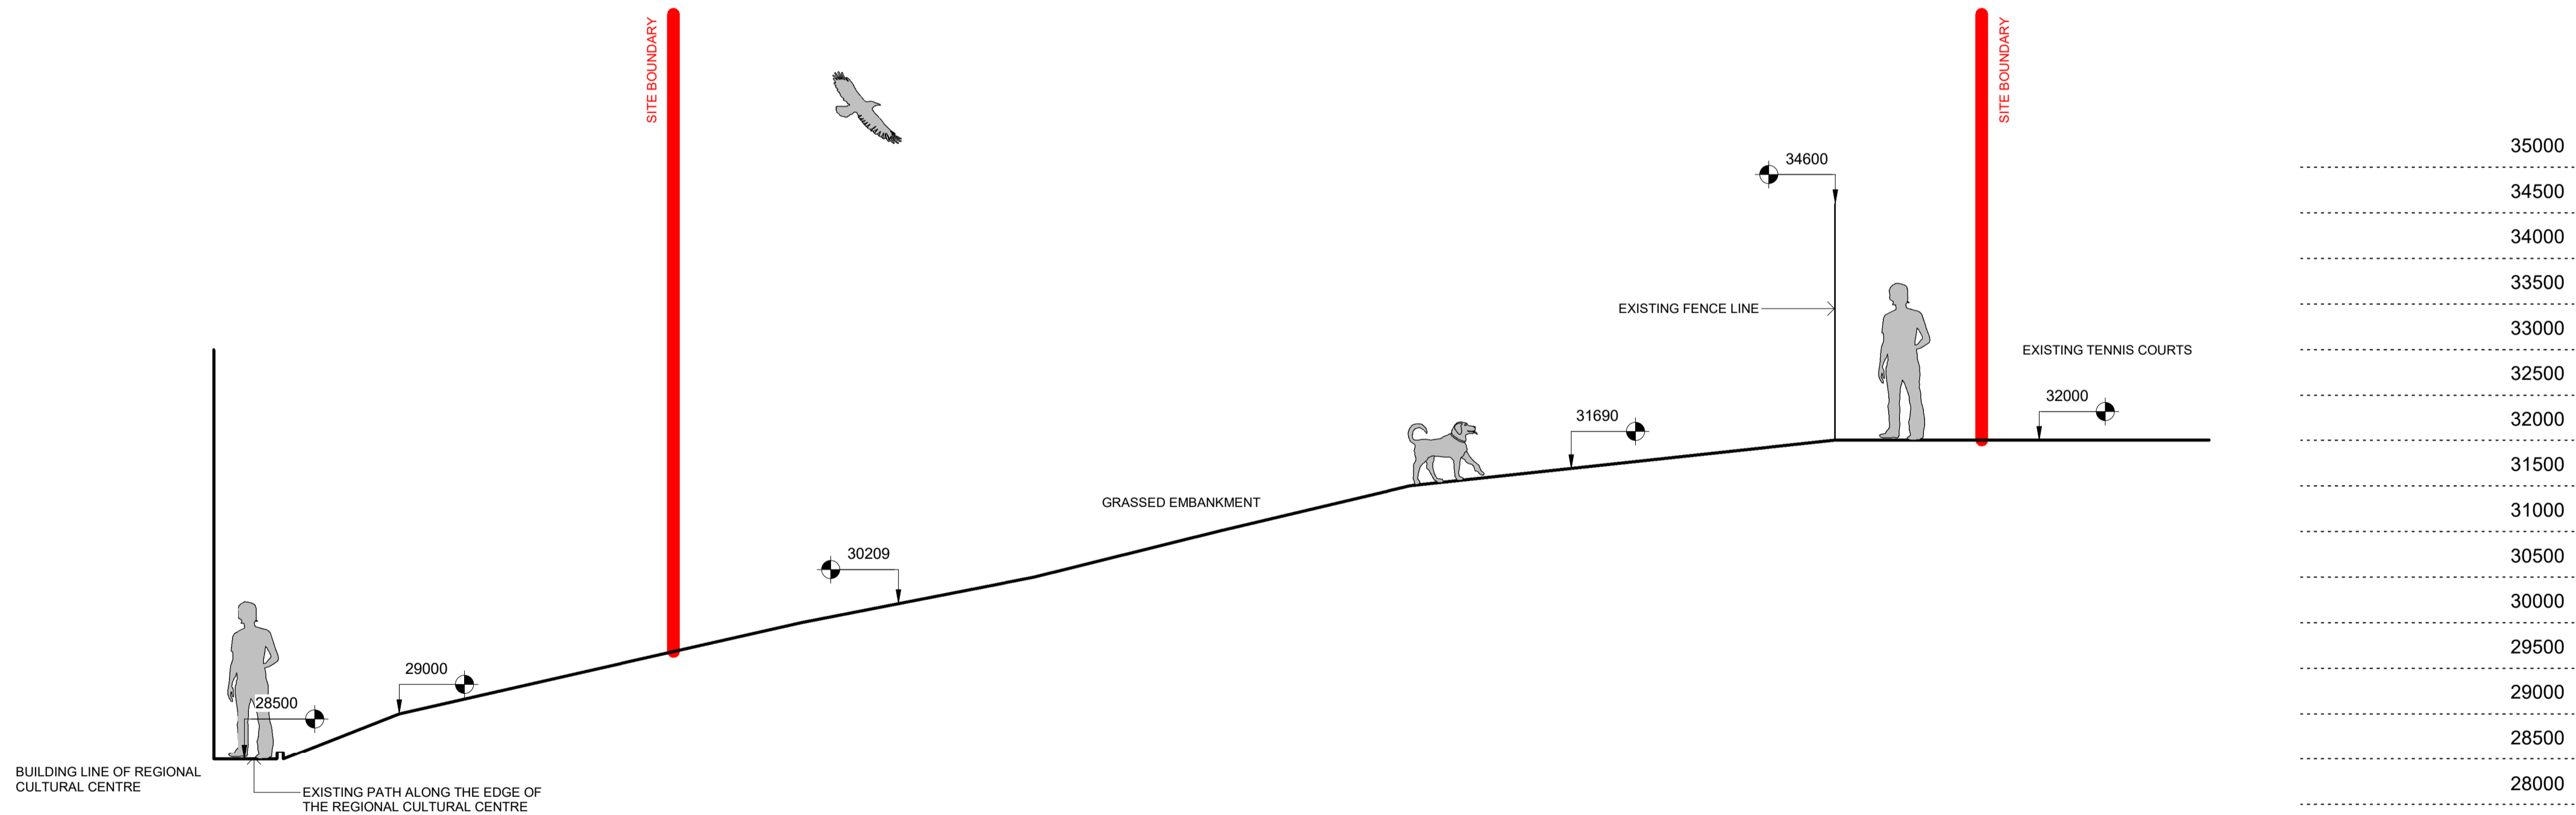 SITE BOUNDARY
SITE BOUNDARY
35000
34600
34500
34000
33500
EXISTING FENCE LINE
33000
EXISTING TENNIS COURTS
32500
32000
31690
32000
31500
GRASSED EMBANKMENT
31000
30500
30209
30000
29500
29000
29000
28500
28500
BUILDING LINE OF REGIONAL
CULTURAL CENTRE
EXISTING PATH ALONG THE EDGE OF
THE REGIONAL CULTURAL CENTRE
28000